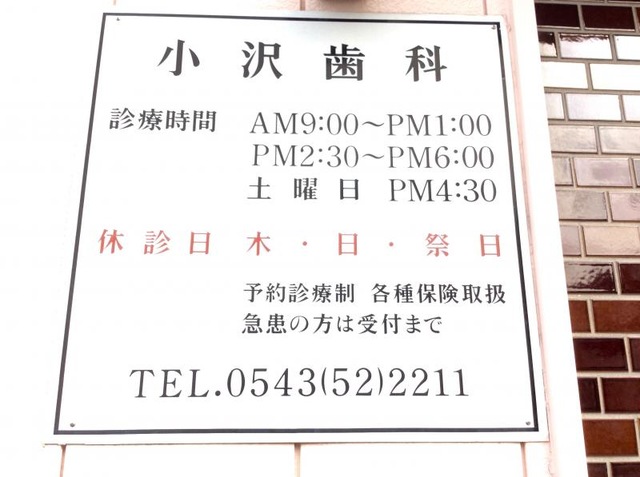 小沢歯科
診療時間 AM9:00〜PM1:00
PM2:30〜PM6:00
土曜日 PM4:30
休診日 木・日・祭日
予約診療制 各種保険取扱
急患の方は受付まで
TEL.0543(52)2211